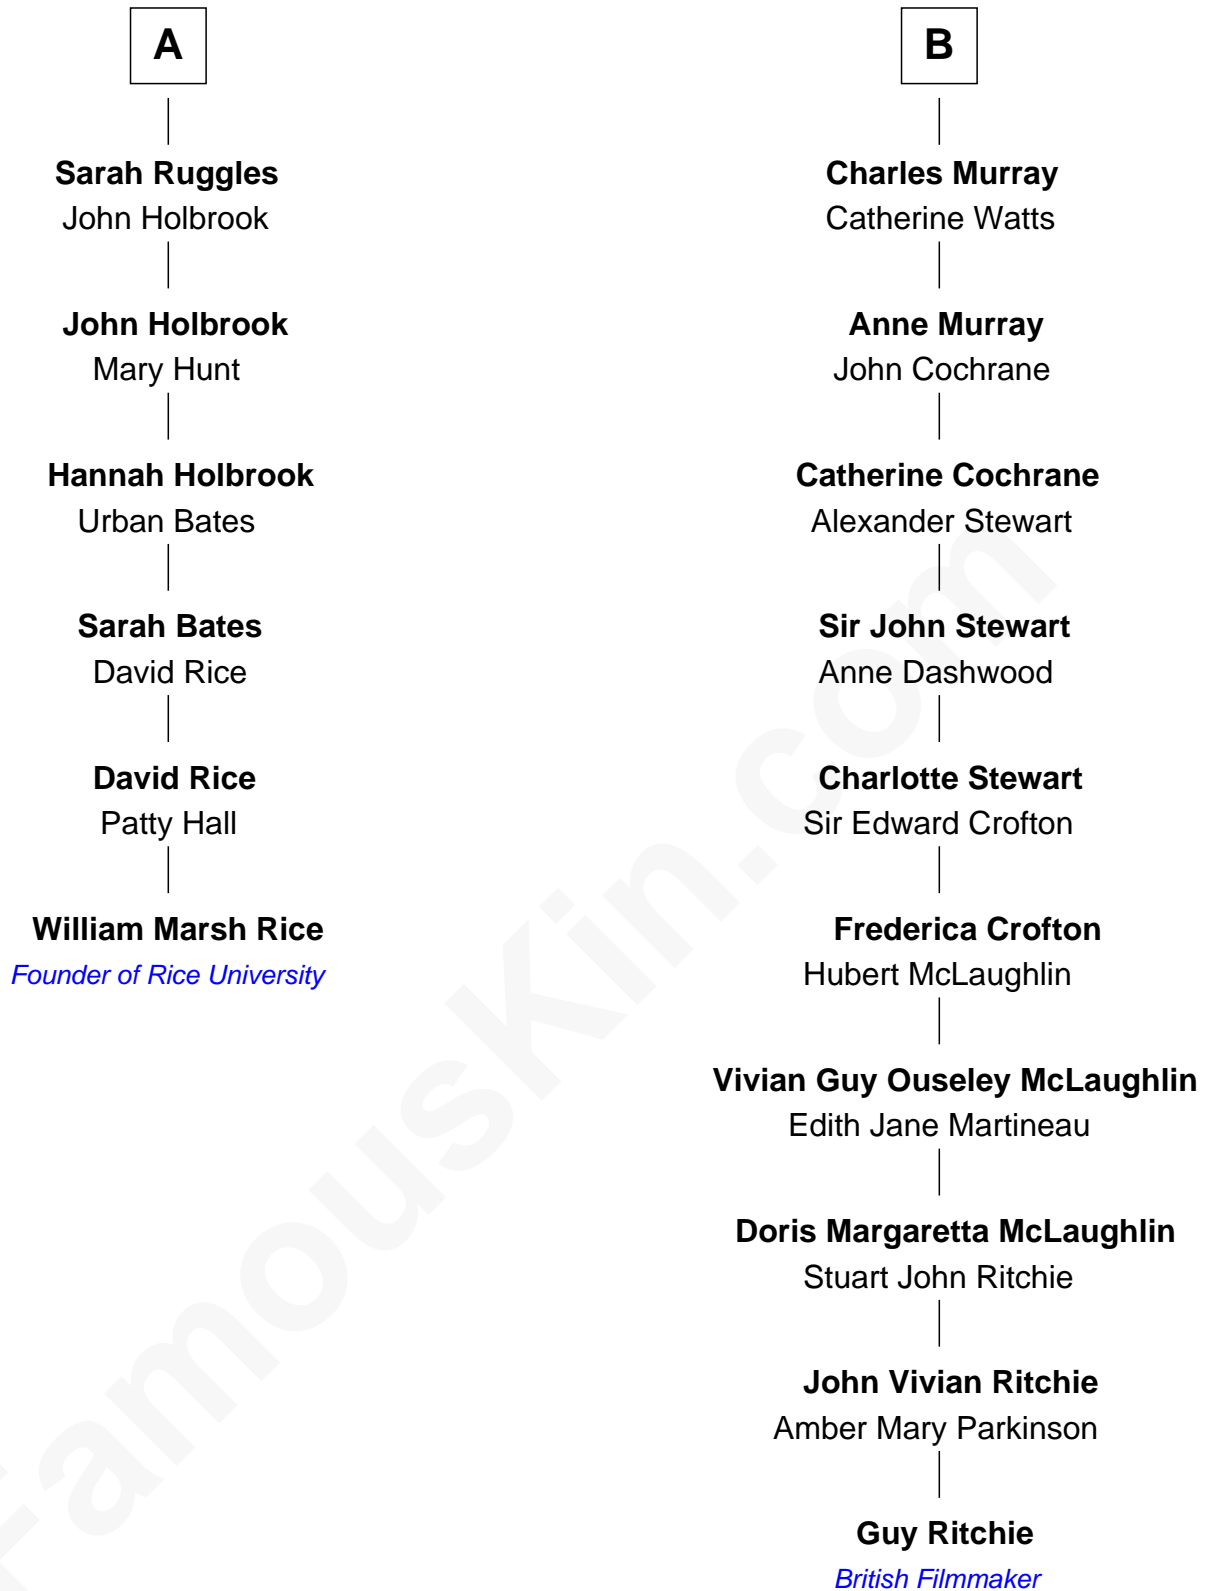 A
Sarah Ruggles
John Holbrook
John Holbrook
Mary Hunt
Hannah Holbrook
Urban Bates
Sarah Bates
David Rice
David Rice
Patty Hall
William Marsh Rice
Founder of Rice University
B
Charles Murray
Catherine Watts
Anne Murray
John Cochrane
Catherine Cochrane
Alexander Stewart
Sir John Stewart
Anne Dashwood
Charlotte Stewart
Sir Edward Crofton
Frederica Crofton
Hubert McLaughlin
Vivian Guy Ouseley McLaughlin
Edith Jane Martineau
Doris Margaretta McLaughlin
Stuart John Ritchie
John Vivian Ritchie
Amber Mary Parkinson
Guy Ritchie
British Filmmaker
FamousKin.com